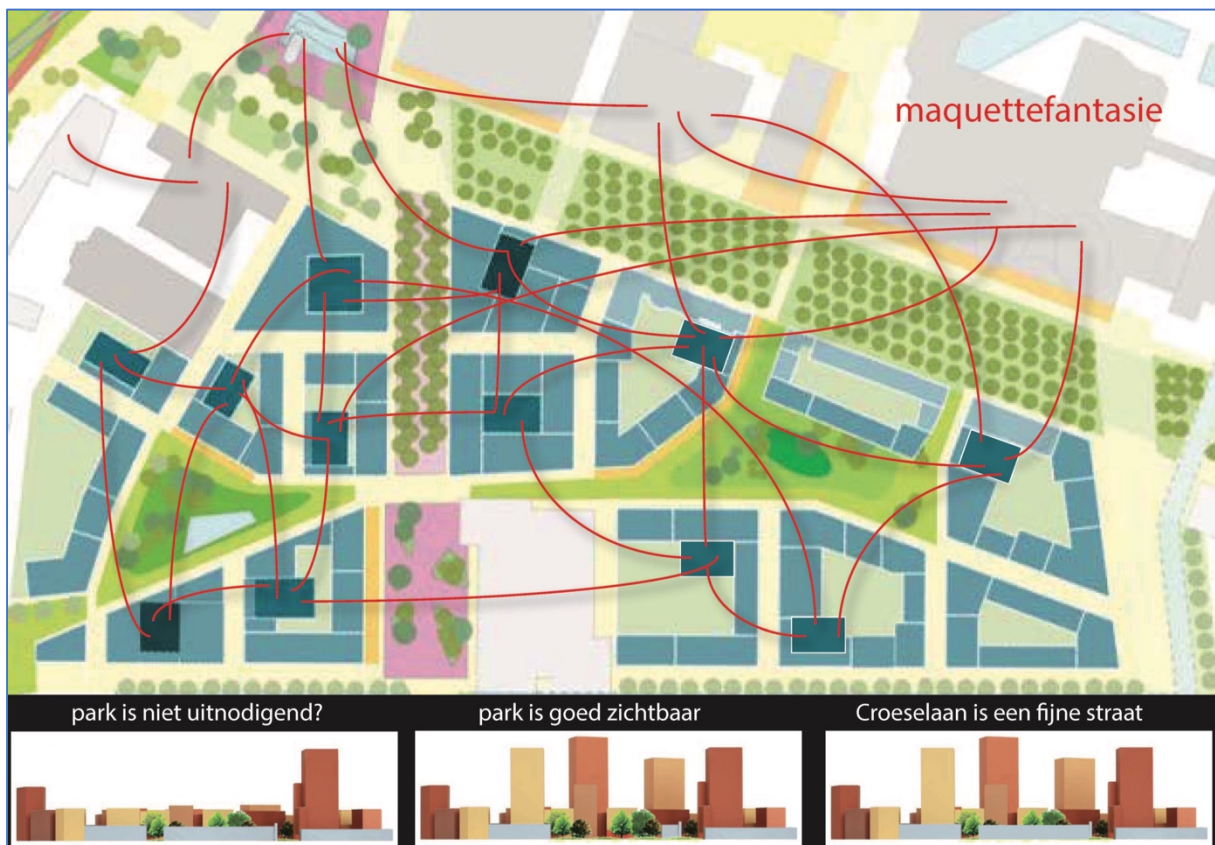 maquettefantasie
park is niet uitnodigend?
park is goed zichtbaar
Croeselaan is een fijne straat